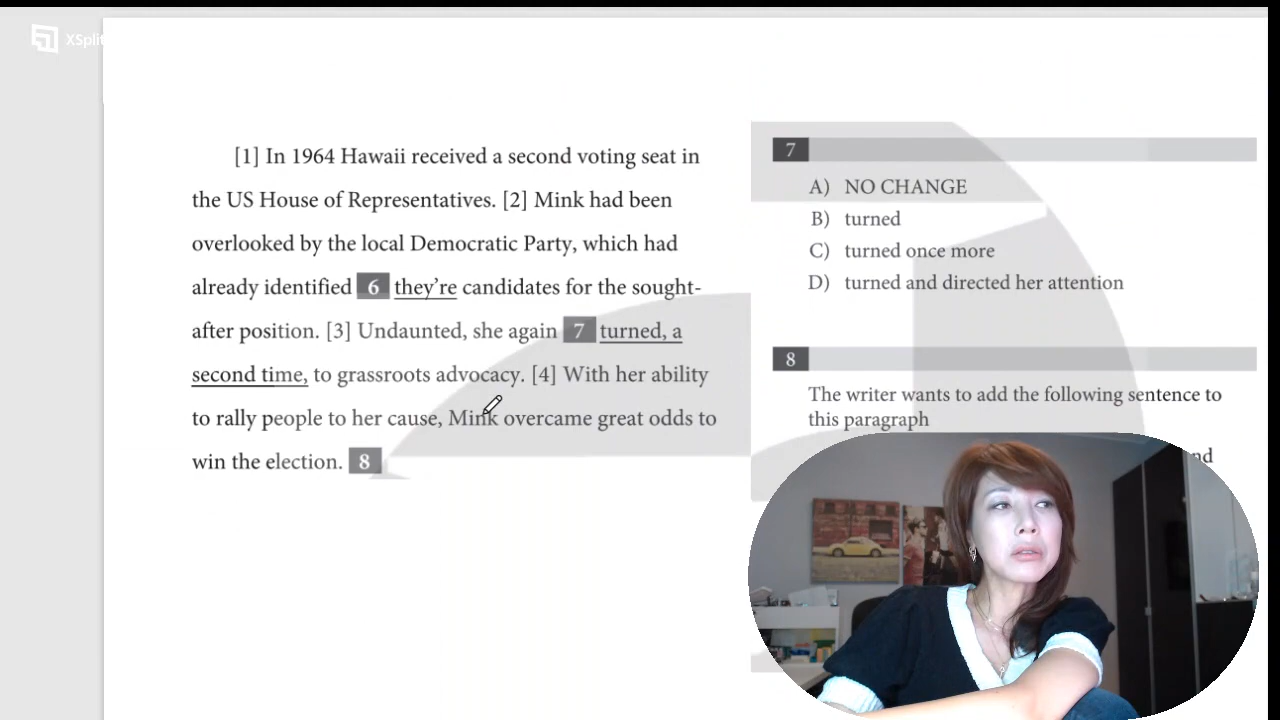 XSplit
[1] In 1964 Hawaii received a second voting seat in
the US House of Representatives. [2] Mink had been
overlooked by the local Democratic Party, which had
already identified 6 they’re candidates for the sought-
after position. [3] Undaunted, she again 7 turned, a
second time, to grassroots advocacy. [4] With her ability
to rally people to her cause, Mink overcame great odds to
win the election. 8
7
A) NO CHANGE
B) turned
C) turned once more
D) turned and directed her attention
8
The writer wants to add the following sentence to
this paragraph